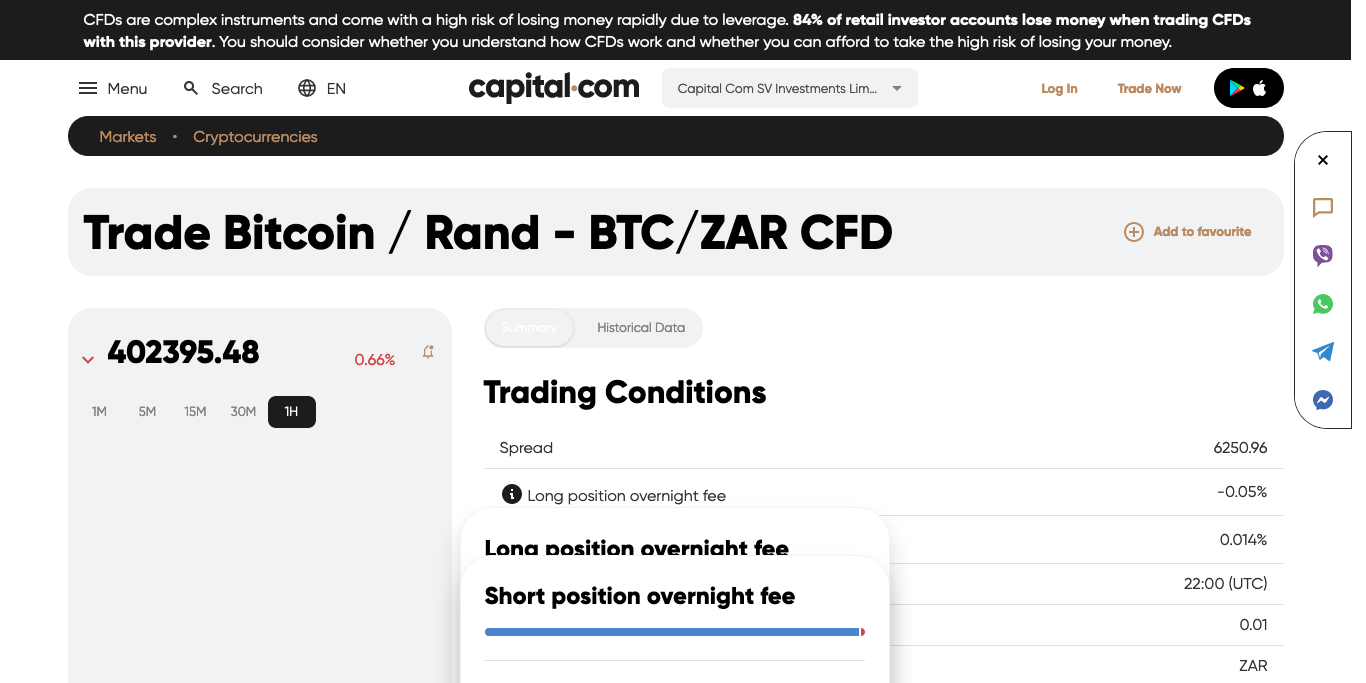 CFDs are complex instruments and come with a high risk of losing money rapidly due to leverage. 84% of retail investor accounts lose money when trading CFDs
with this provider. You should consider whether you understand how CFDs work and whether you can afford to take the high risk of losing your money.
Menu Search EN capital.com Capital Com SV Investments Lim... Log In Trade Now
Markets • Cryptocurrencies
Trade Bitcoin / Rand - BTC/ZAR CFD Add to favourite
402395.48 0.66%
1M 5M 15M 30M 1H
Summary Historical Data
Trading Conditions
Spread 6250.96
Long position overnight fee -0.05%
Long position overnight fee 0.014%
Short position overnight fee 22:00 (UTC)
0.01
ZAR